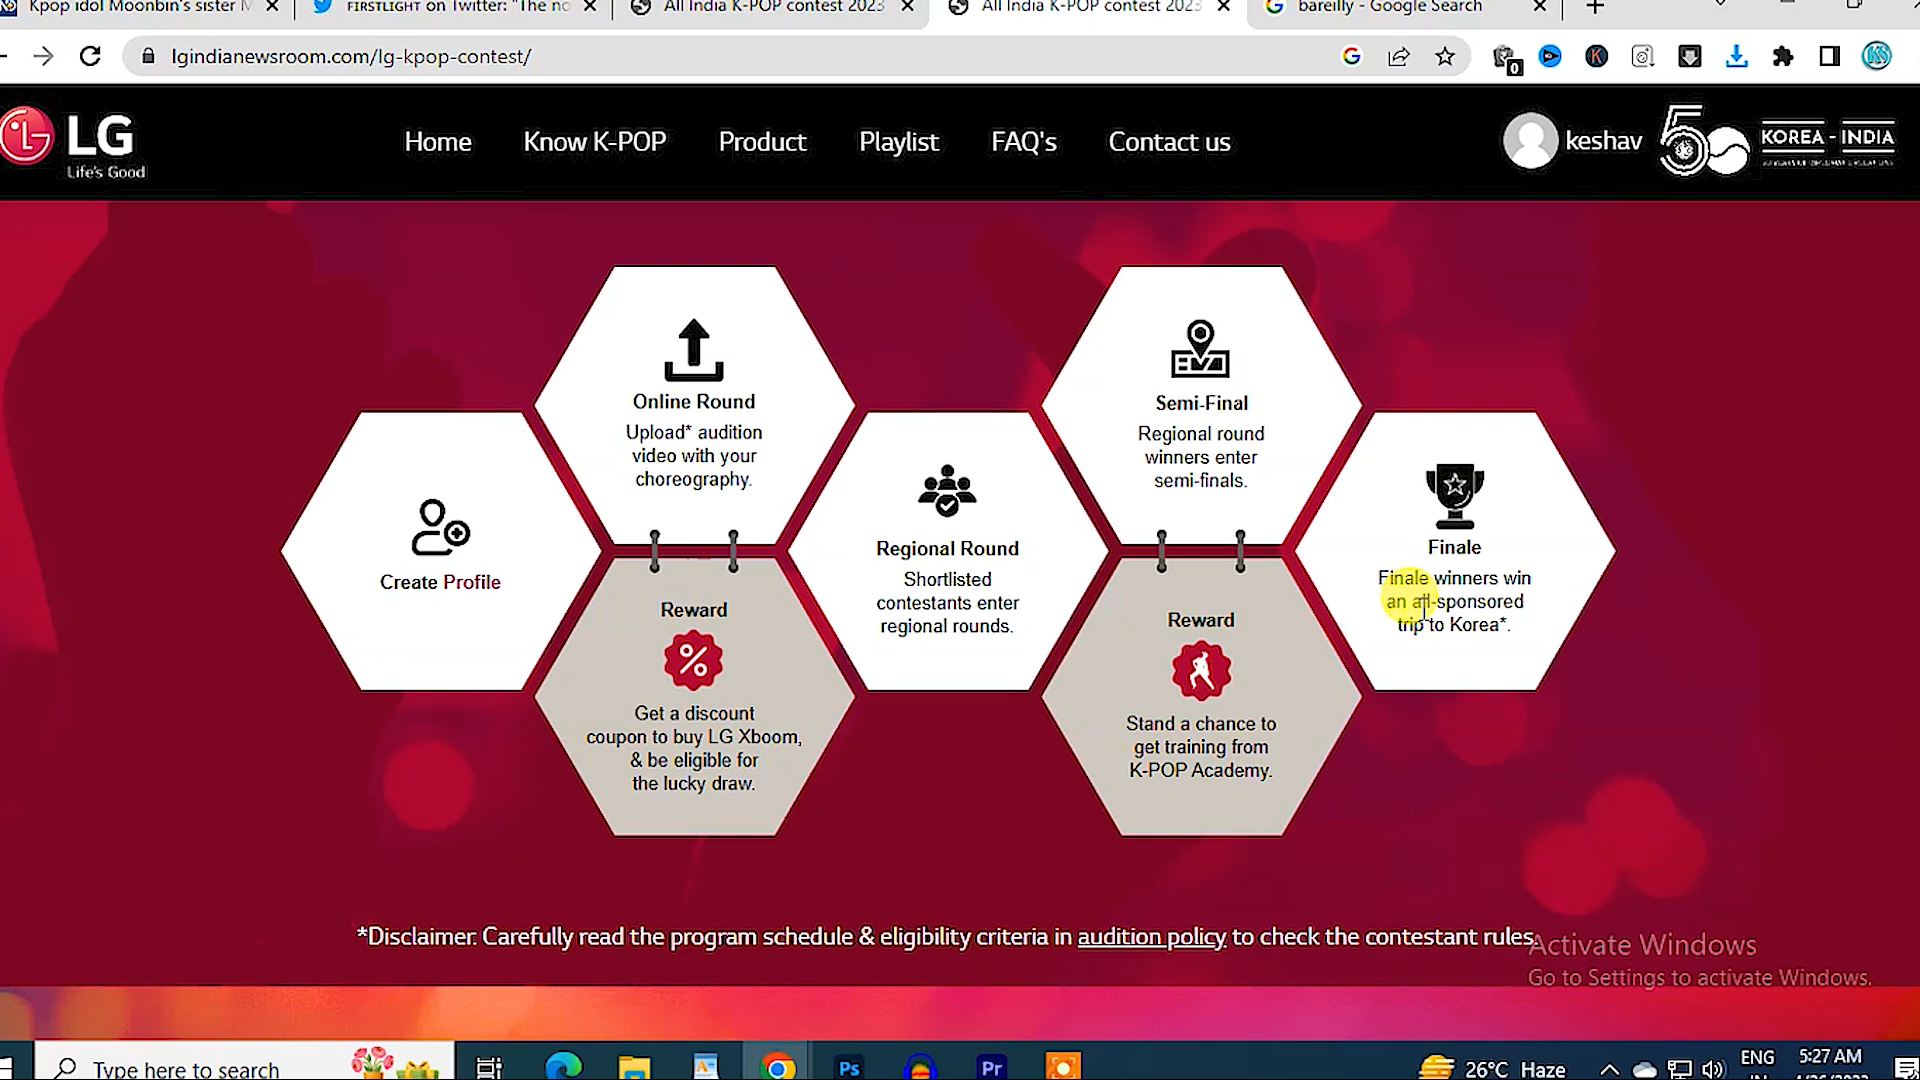 Kpop idol Moonbin's sister M
FIRSTLIGHT on Twitter: "The no
All India K-POP contest 2023
All India K-POP contest 2023
bareilly - Google Search
lgindianewsroom.com/lg-kpop-contest/
0
K
KS
LG
Life's Good
Home
Know K-POP
Product
Playlist
FAQ's
Contact us
keshav
50
KOREA - INDIA
Online Round
Upload* audition
video with your
choreography.
Semi-Final
Regional round
winners enter
semi-finals.
Create Profile
Regional Round
Shortlisted
contestants enter
regional rounds.
Finale
Finale winners win
an all-sponsored
trip to Korea*.
Reward
%
Get a discount
coupon to buy LG Xboom,
& be eligible for
the lucky draw.
Reward
Stand a chance to
get training from
K-POP Academy.
*Disclaimer: Carefully read the program schedule & eligibility criteria in audition policy to check the contestant rules.
Activate Windows
Go to Settings to activate Windows.
Type here to search
Ps
Pr
26°C Haze
ENG
5:27 AM